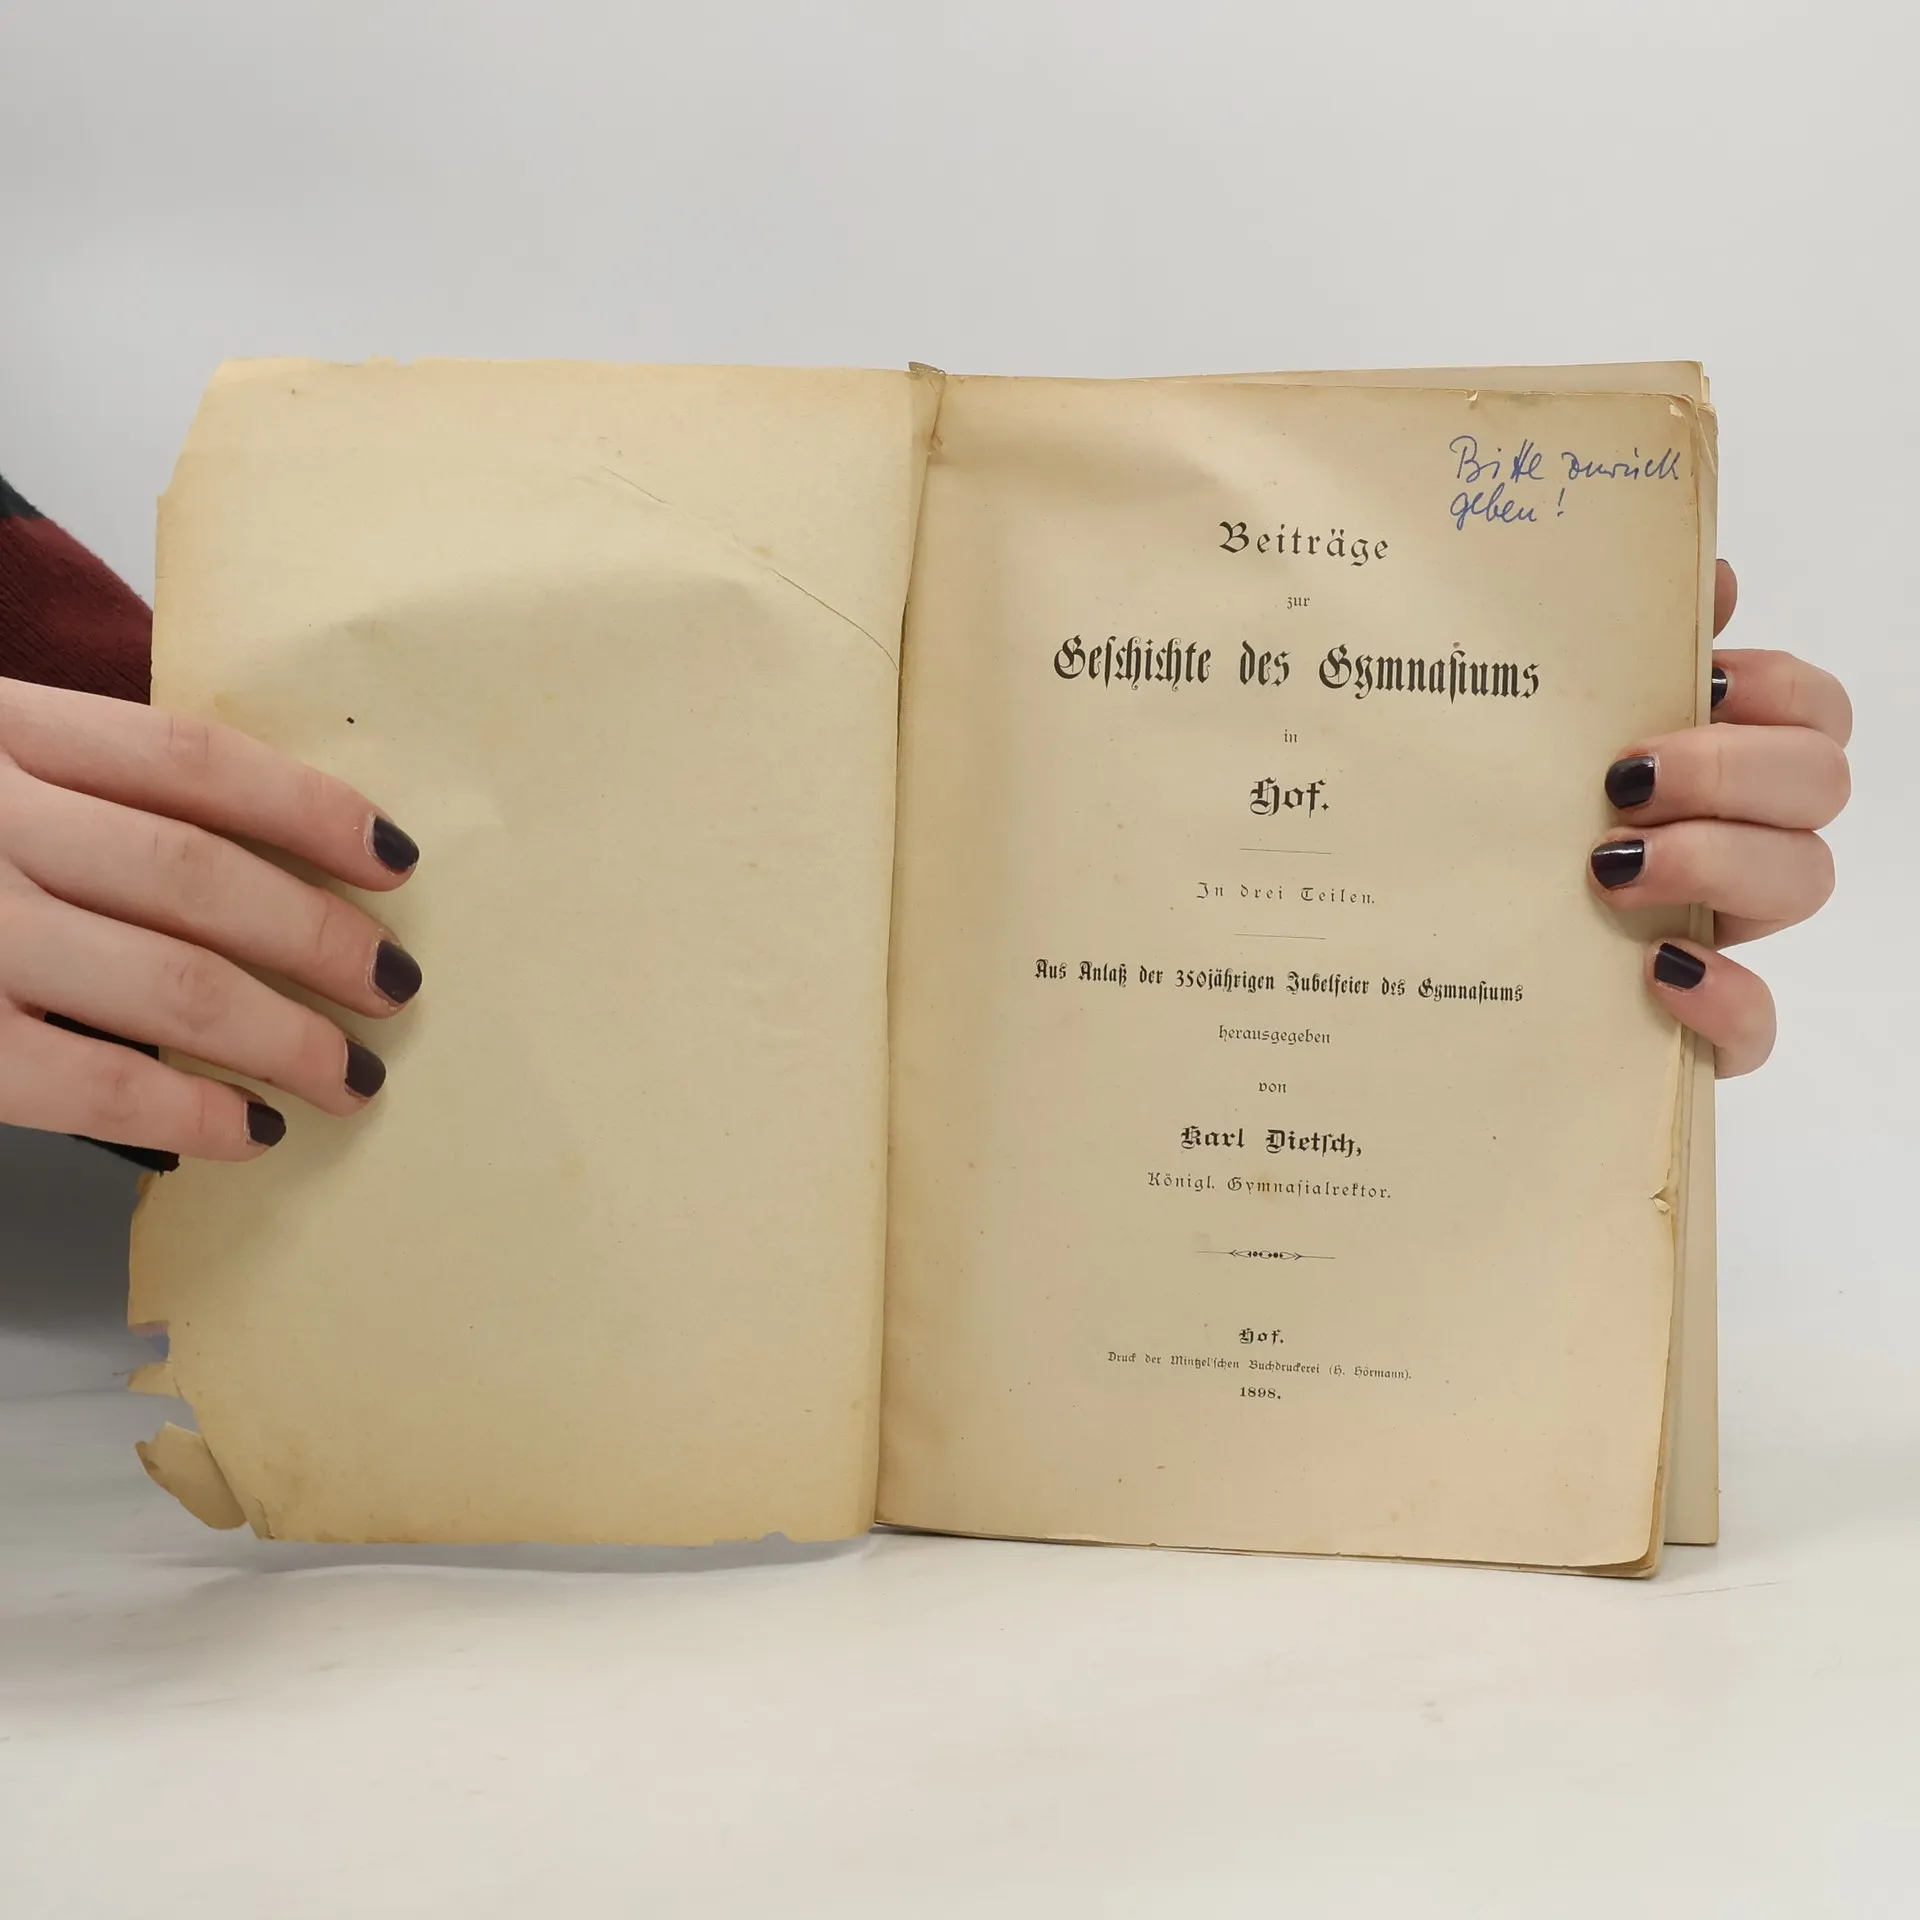 Bitte zurück
geben!
Beiträge
zur
Geſchichte des Gymnaſiums
in
Hof.
In drei Teilen.
Aus Anlaß der 350jährigen Jubelfeier des Gymnaſiums
herausgegeben
von
Karl Dietſch,
Königl. Gymnaſialrektor.
Hof.
Druck der Mintzel'ſchen Buchdruckerei (H. Hörmann).
1898.